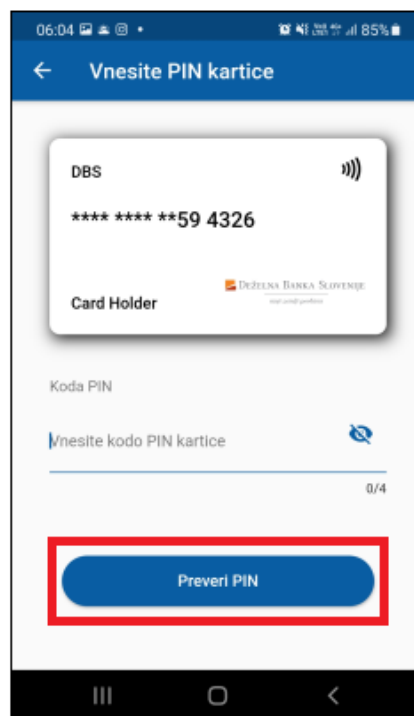 06:04 85%
Vnesite PIN kartice
DBS
**** **** **59 4326
DEŽELNA BANKA SLOVENIJE
Card Holder
Koda PIN
Vnesite kodo PIN kartice
0/4
Preveri PIN